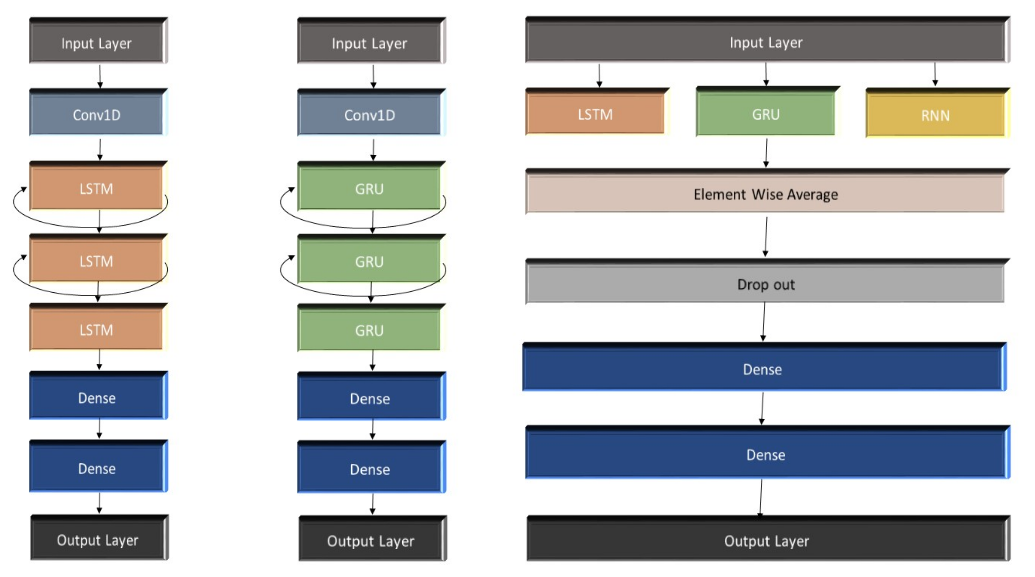 Input Layer
Conv1D
LSTM
LSTM
LSTM
Dense
Dense
Output Layer
Input Layer
Conv1D
GRU
GRU
GRU
Dense
Dense
Output Layer
Input Layer
LSTM
GRU
RNN
Element Wise Average
Drop out
Dense
Dense
Output Layer